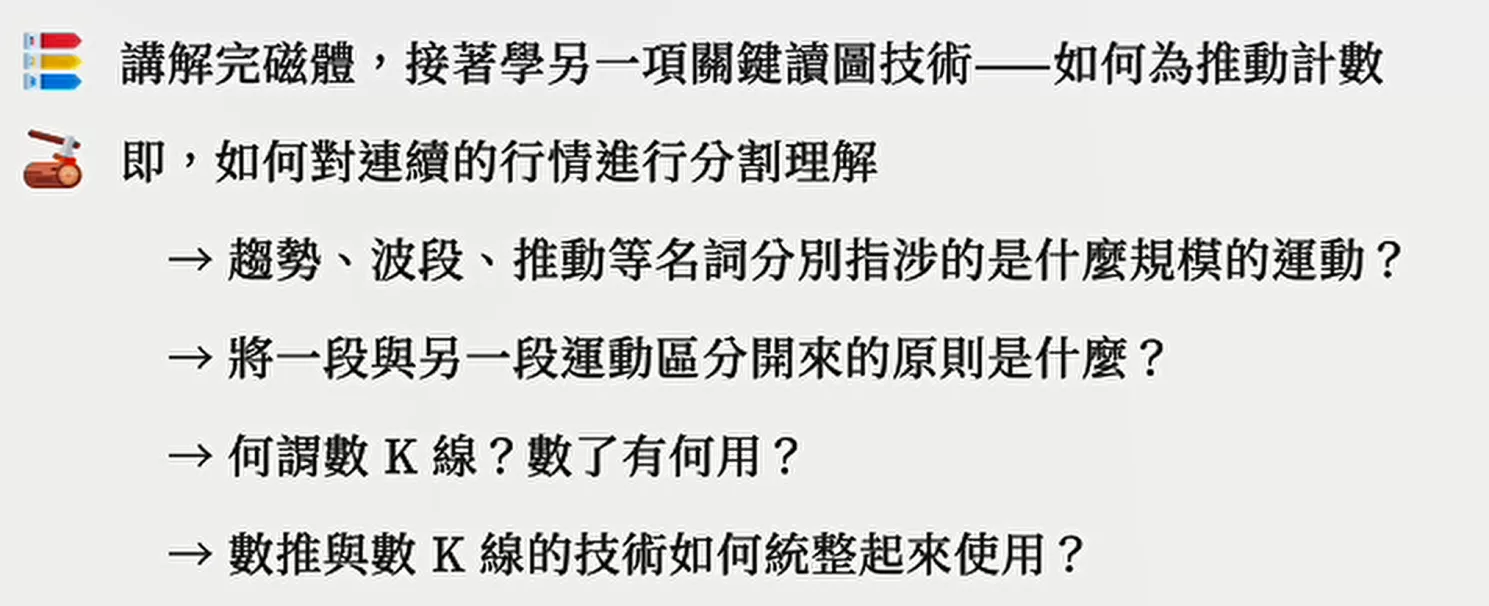 講解完磁體，接著學另一項關鍵讀圖技術——如何為推動計數
即，如何對連續的行情進行分割理解
→ 趨勢、波段、推動等名詞分別指涉的是什麼規模的運動？
→ 將一段與另一段運動區分開來的原則是什麼？
→ 何謂數 K 線？數了有何用？
→ 數推與數 K 線的技術如何統整起來使用？